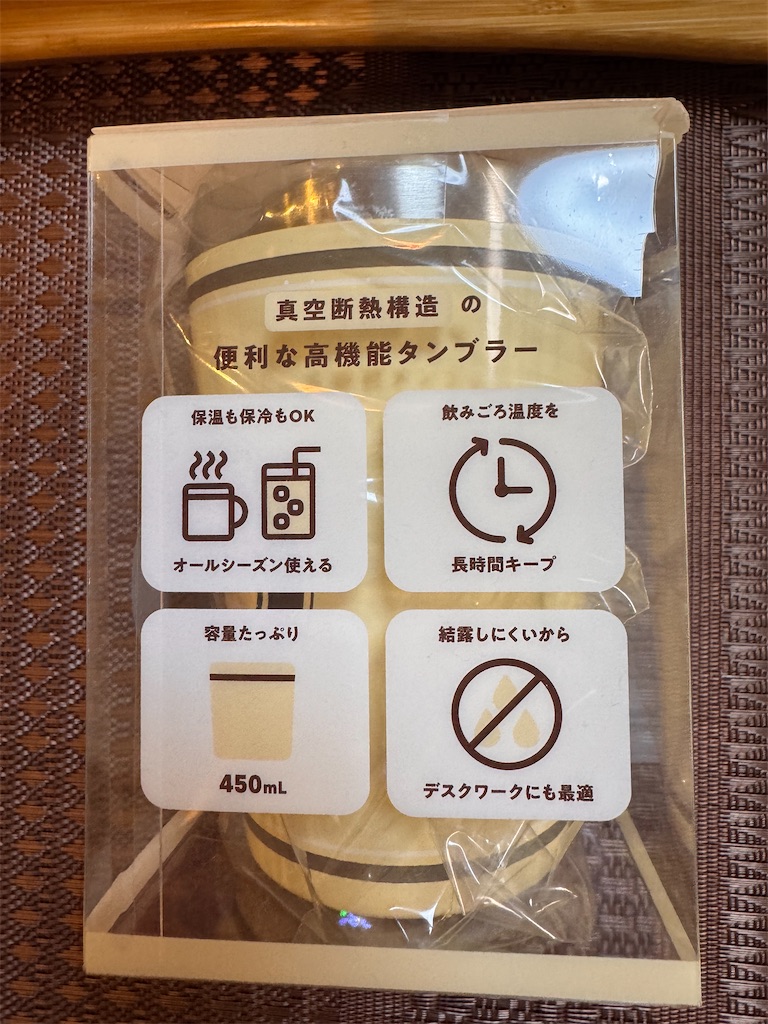 真空断熱構造 の
便利な高機能タンブラー
保温も保冷もOK
オールシーズン使える
飲みごろ温度を
長時間キープ
容量たっぷり
450mL
結露しにくいから
デスクワークにも最適